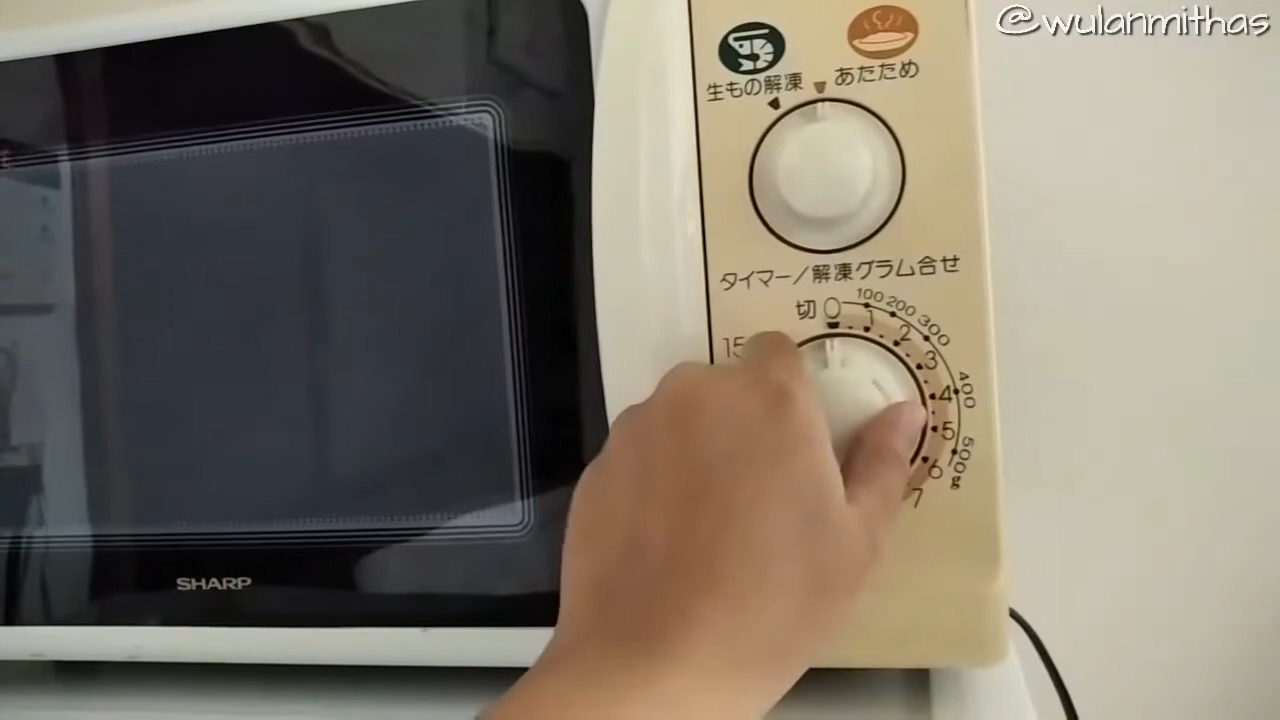 @wulanmithas
生もの解凍 あたため
タイマー/解凍グラム合せ
切 0
100 200 300 400 500g
1 2 3 4 5 6 7
15
SHARP